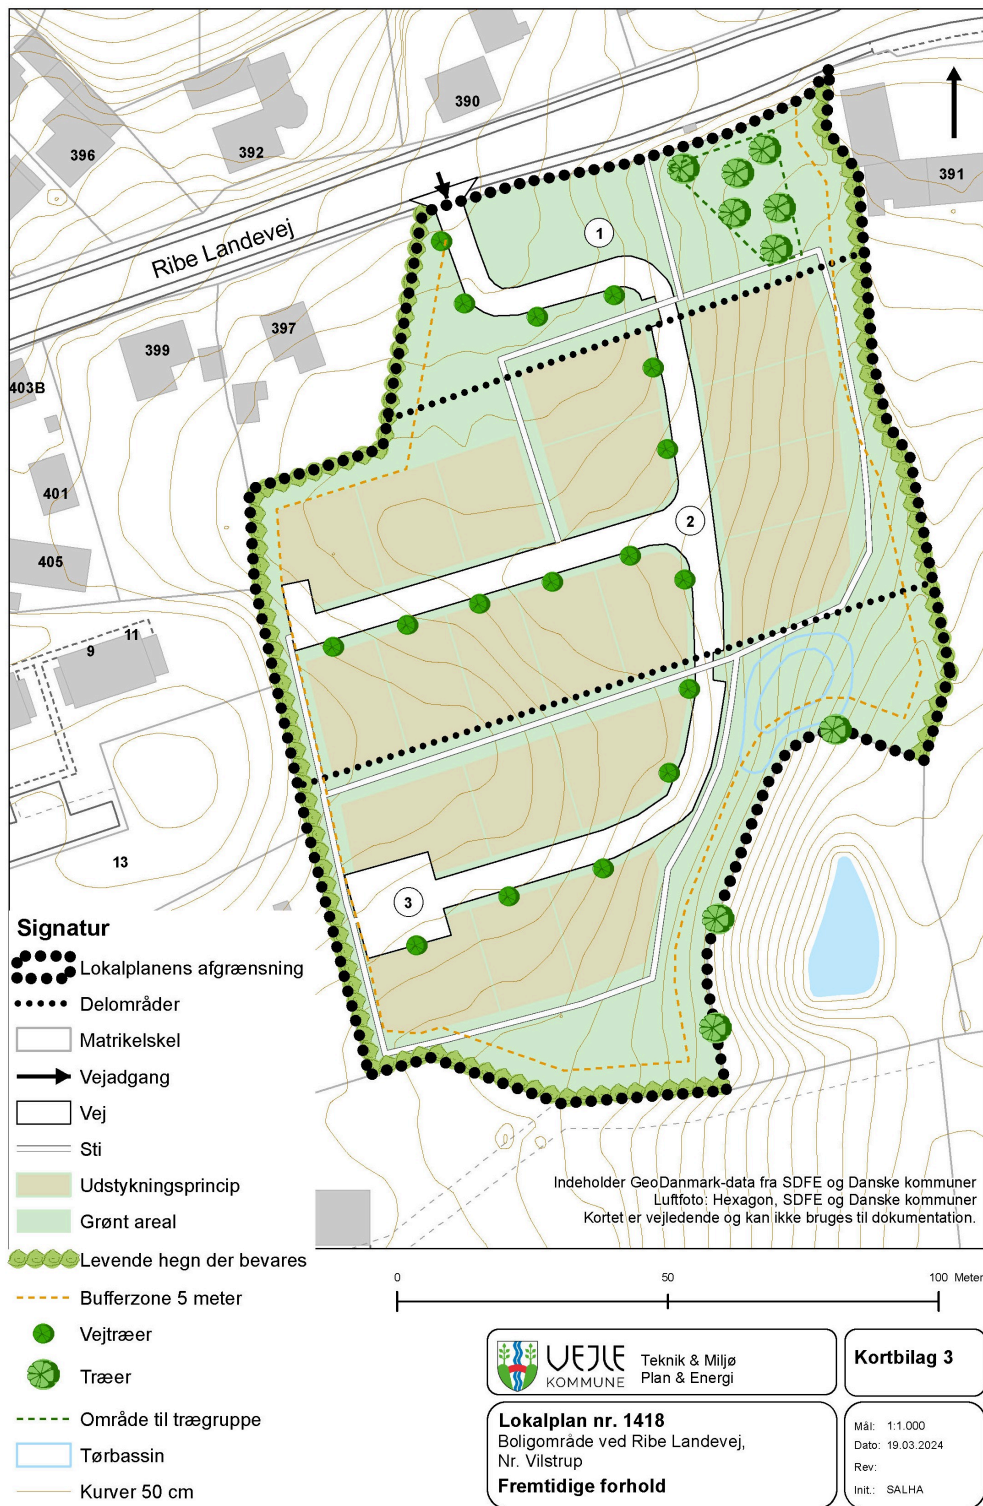 390
396
392
391
Ribe Landevej
1
397
399
403B
401
2
405
11
9
13
3
Signatur
Lokalplanens afgrænsning
Delområder
Matrikelskel
Vejadgang
Vej
Sti
Udstykningsprincip
Grønt areal
Levende hegn der bevares
Bufferzone 5 meter
Vejtræer
Træer
Område til trægruppe
Tørbassin
Kurver 50 cm
Indeholder GeoDanmark-data fra SDFE og Danske kommuner
Luftfoto: Hexagon, SDFE og Danske kommuner
Kortet er vejledende og kan ikke bruges til dokumentation.
0 50 100 Meter
VEJLE
KOMMUNE
Teknik & Miljø
Plan & Energi
Kortbilag 3
Lokalplan nr. 1418
Boligområde ved Ribe Landevej,
Nr. Vilstrup
Fremtidige forhold
Mål: 1:1.000
Dato: 19.03.2024
Rev:
Init.: SALHA